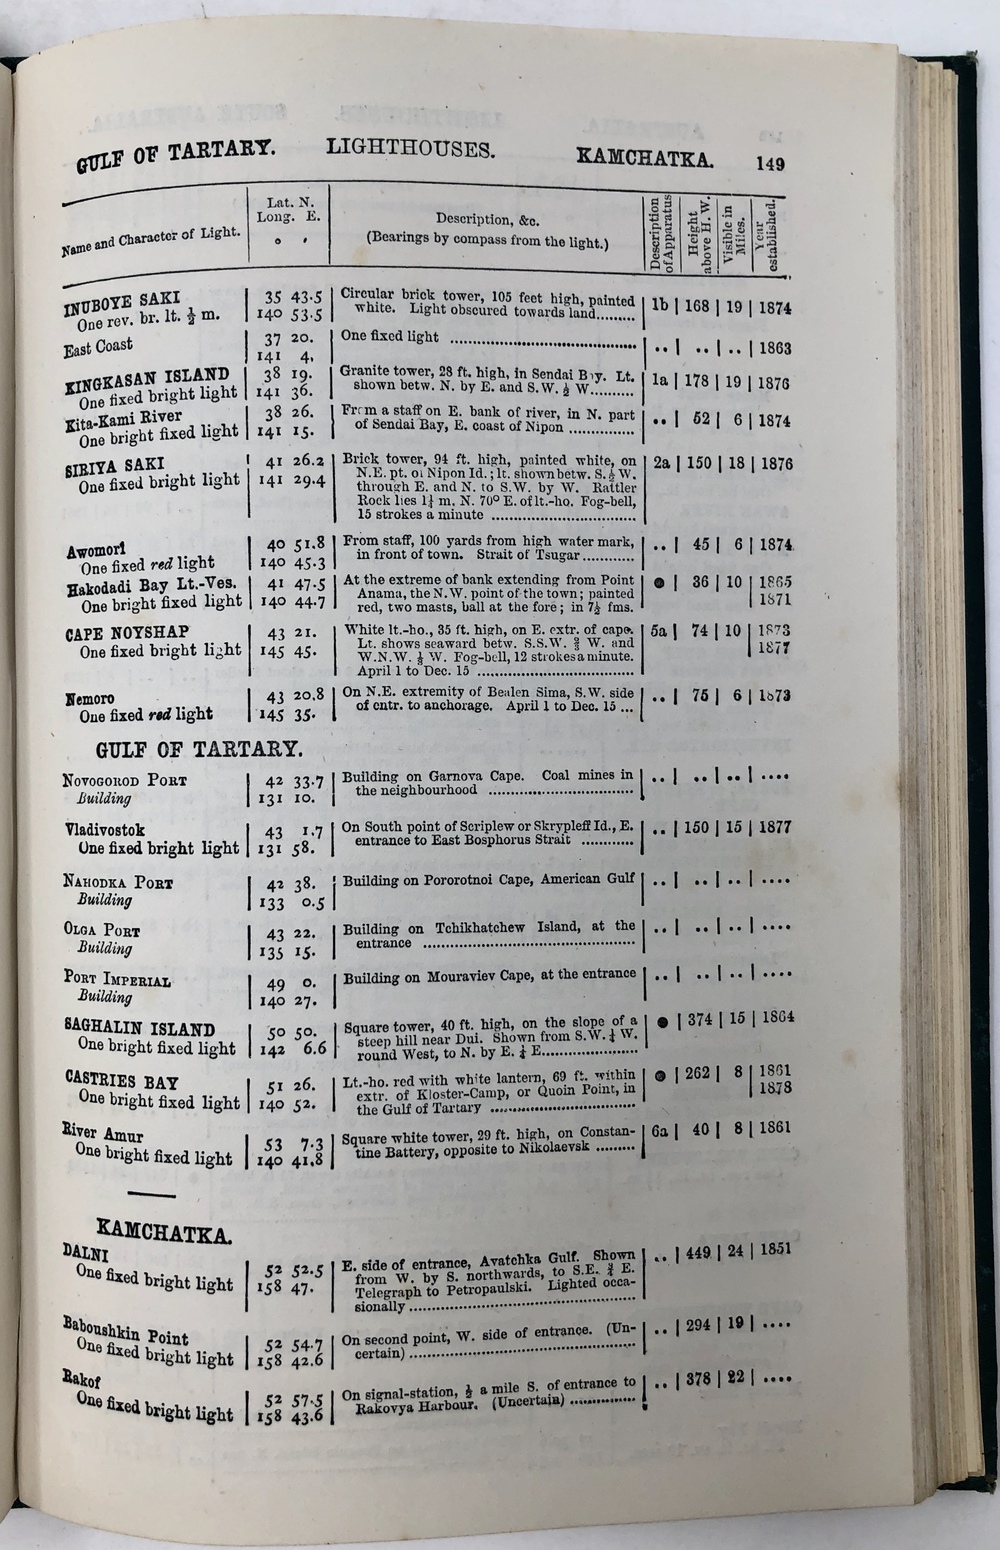 GULF OF TARTARY. LIGHTHOUSES. KAMCHATKA. 149
Name and Character of Light. Lat. N. Long. E. ° ′ Description, &c. (Bearings by compass from the light.) Description of Apparatus Height above H. W. Visible in Miles. Year established.
INUBOYE SAKI 35 43·5 Circular brick tower, 105 feet high, painted 1b 168 19 1874
One rev. br. lt. ½ m. 140 53·5 white. Light obscured towards land.........
East Coast 37 20. One fixed light .......................................... .. .. .. 1863
141 4,
KINGKASAN ISLAND 38 19. Granite tower, 28 ft. high, in Sendai Bay. Lt. 1a 178 19 1876
One fixed bright light 141 36. shown betw. N. by E. and S.W. ½ W..........
Kita-Kami River 38 26. From a staff on E. bank of river, in N. part .. 52 6 1874
One bright fixed light 141 15. of Sendai Bay, E. coast of Nipon ...............
SIRIYA SAKI 41 26.2 Brick tower, 94 ft. high, painted white, on 2a 150 18 1876
One fixed bright light 141 29.4 N.E. pt. of Nipon Id.; lt. shown betw. S. ½ W.
through E. and N. to S.W. by W. Rattler
Rock lies 1¼ m. N. 70° E. of lt.-ho. Fog-bell,
15 strokes a minute .................................
Awomori 40 51.8 From staff, 100 yards from high water mark, .. 45 6 1874
One fixed red light 140 45·3 in front of town. Strait of Tsugar............
Hakodadi Bay Lt.-Ves. 41 47·5 At the extreme of bank extending from Point ● 36 10 1865
One bright fixed light 140 44·7 Anama, the N.W. point of the town; painted 1871
red, two masts, ball at the fore; in 7½ fms.
CAPE NOYSHAP 43 21. White lt.-ho., 35 ft. high, on E. extr. of cape. 5a 74 10 1873
One fixed bright light 145 45. Lt. shows seaward betw. S.S.W. ¾ W. and 1877
W.N.W. ¼ W. Fog-bell, 12 strokes a minute.
April 1 to Dec. 15 ....................................
Nemoro 43 20,8 On N.E. extremity of Benlen Sima, S.W. side .. 75 6 1873
One fixed red light 145 35· of entr. to anchorage. April 1 to Dec. 15 ...
GULF OF TARTARY.
NOVOGOROD PORT 42 33·7 Building on Garnova Cape. Coal mines in .. .. .. ....
Building 131 10. the neighbourhood .................................
Vladivostok 43 1,7 On South point of Scriplew or Skrypleff Id., E. .. 150 15 1877
One fixed bright light 131 58. entrance to East Bosphorus Strait ............
NAHODKA PORT 42 38. Building on Pororotnoi Cape, American Gulf .. .. .. ....
Building 133 0.5
OLGA PORT 43 22. Building on Tchikhatchew Island, at the .. .. .. ....
Building 135 15· entrance ................................................
PORT IMPERIAL 49 0. Building on Mouraviev Cape, at the entrance .. .. .. ....
Building 140 27.
SAGHALIN ISLAND 50 50. Square tower, 40 ft. high, on the slope of a ● 374 15 1864
One bright fixed light 142 6.6 steep hill near Dui. Shown from S.W. ¼ W.
round West, to N. by E. ¼ E......................
CASTRIES BAY 51 26. Lt.-ho. red with white lantern, 69 ft. within ● 262 8 1861
One bright fixed light 140 52. extr. of Kloster-Camp, or Quoin Point, in 1878
the Gulf of Tartary .................................
River Amur 53 7·3 Square white tower, 29 ft. high, on Constan- 6a 40 8 1861
One bright fixed light 140 41,8 tine Battery, opposite to Nikolaevsk .........
KAMCHATKA.
DALNI 52 52.5 E. side of entrance, Avatchka Gulf. Shown .. 449 24 1851
One fixed bright light 158 47· from W. by S. northwards, to S.E. ¾ E.
Telegraph to Petropaulski. Lighted occa-
sionally ...................................................
Baboushkin Point 52 54·7 On second point, W. side of entrance. (Un- .. 294 19 ....
One fixed bright light 158 42.6 certain) ...................................................
Rakof 52 57·5 On signal-station, ½ a mile S. of entrance to .. 378 22 ....
One fixed bright light 158 43·6 Rakovya Harbour. (Uncertain) ...............